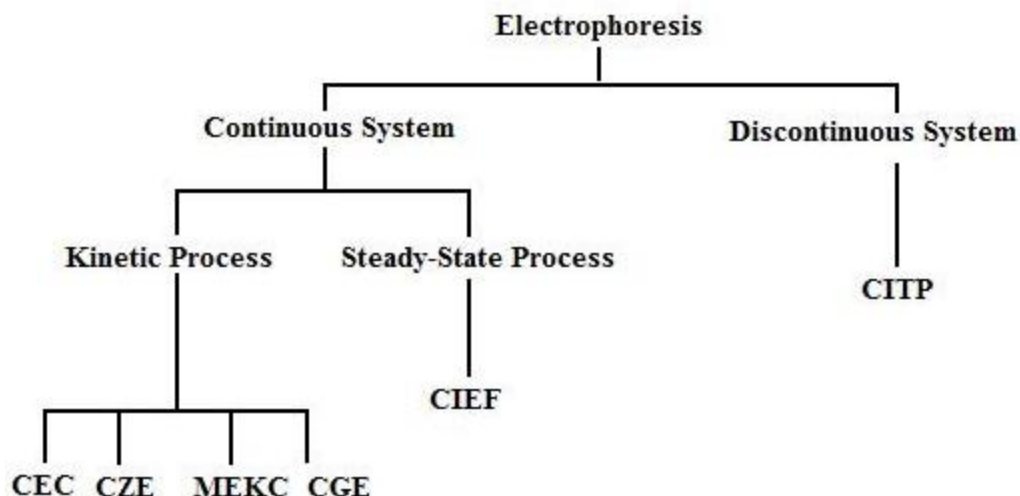 Electrophoresis
Continuous System
Discontinuous System
Kinetic Process
Steady-State Process
CITP
CIEF
CEC CZE MEKC CGE